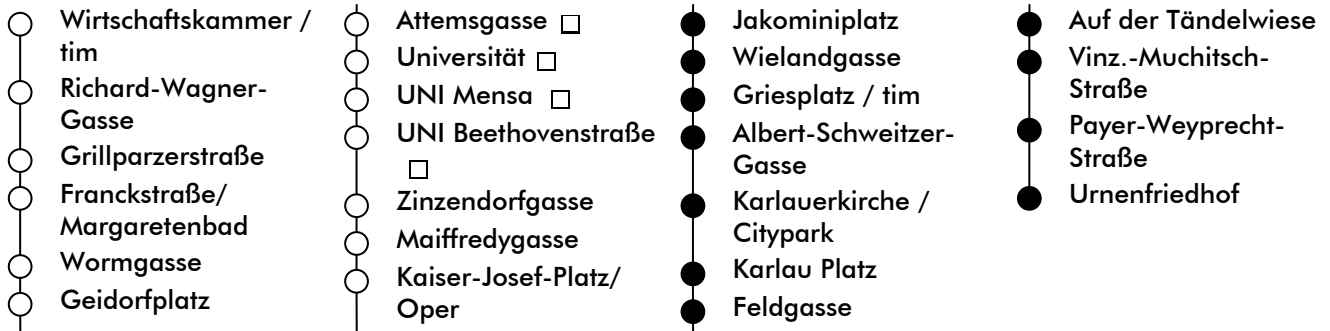 Wirtschaftskammer /
tim
Richard-Wagner-
Gasse
Grillparzerstraße
Franckstraße/
Margaretenbad
Wormgasse
Geidorfplatz
Attemsgasse
Universität
UNI Mensa
UNI Beethovenstraße
Zinzendorfgasse
Maiffredygasse
Kaiser-Josef-Platz/
Oper
Jakominiplatz
Wielandgasse
Griesplatz / tim
Albert-Schweitzer-
Gasse
Karlauerkirche /
Citypark
Karlau Platz
Feldgasse
Auf der Tändelwiese
Vinz.-Muchitsch-
Straße
Payer-Weyprecht-
Straße
Urnenfriedhof